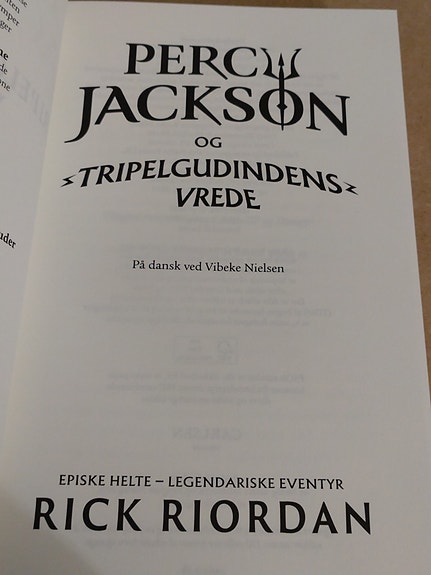 PERCY
JACKSON
OG
TRIPELGUDINDENS
VREDE
På dansk ved Vibeke Nielsen
EPISKE HELTE – LEGENDARISKE EVENTYR
RICK RIORDAN